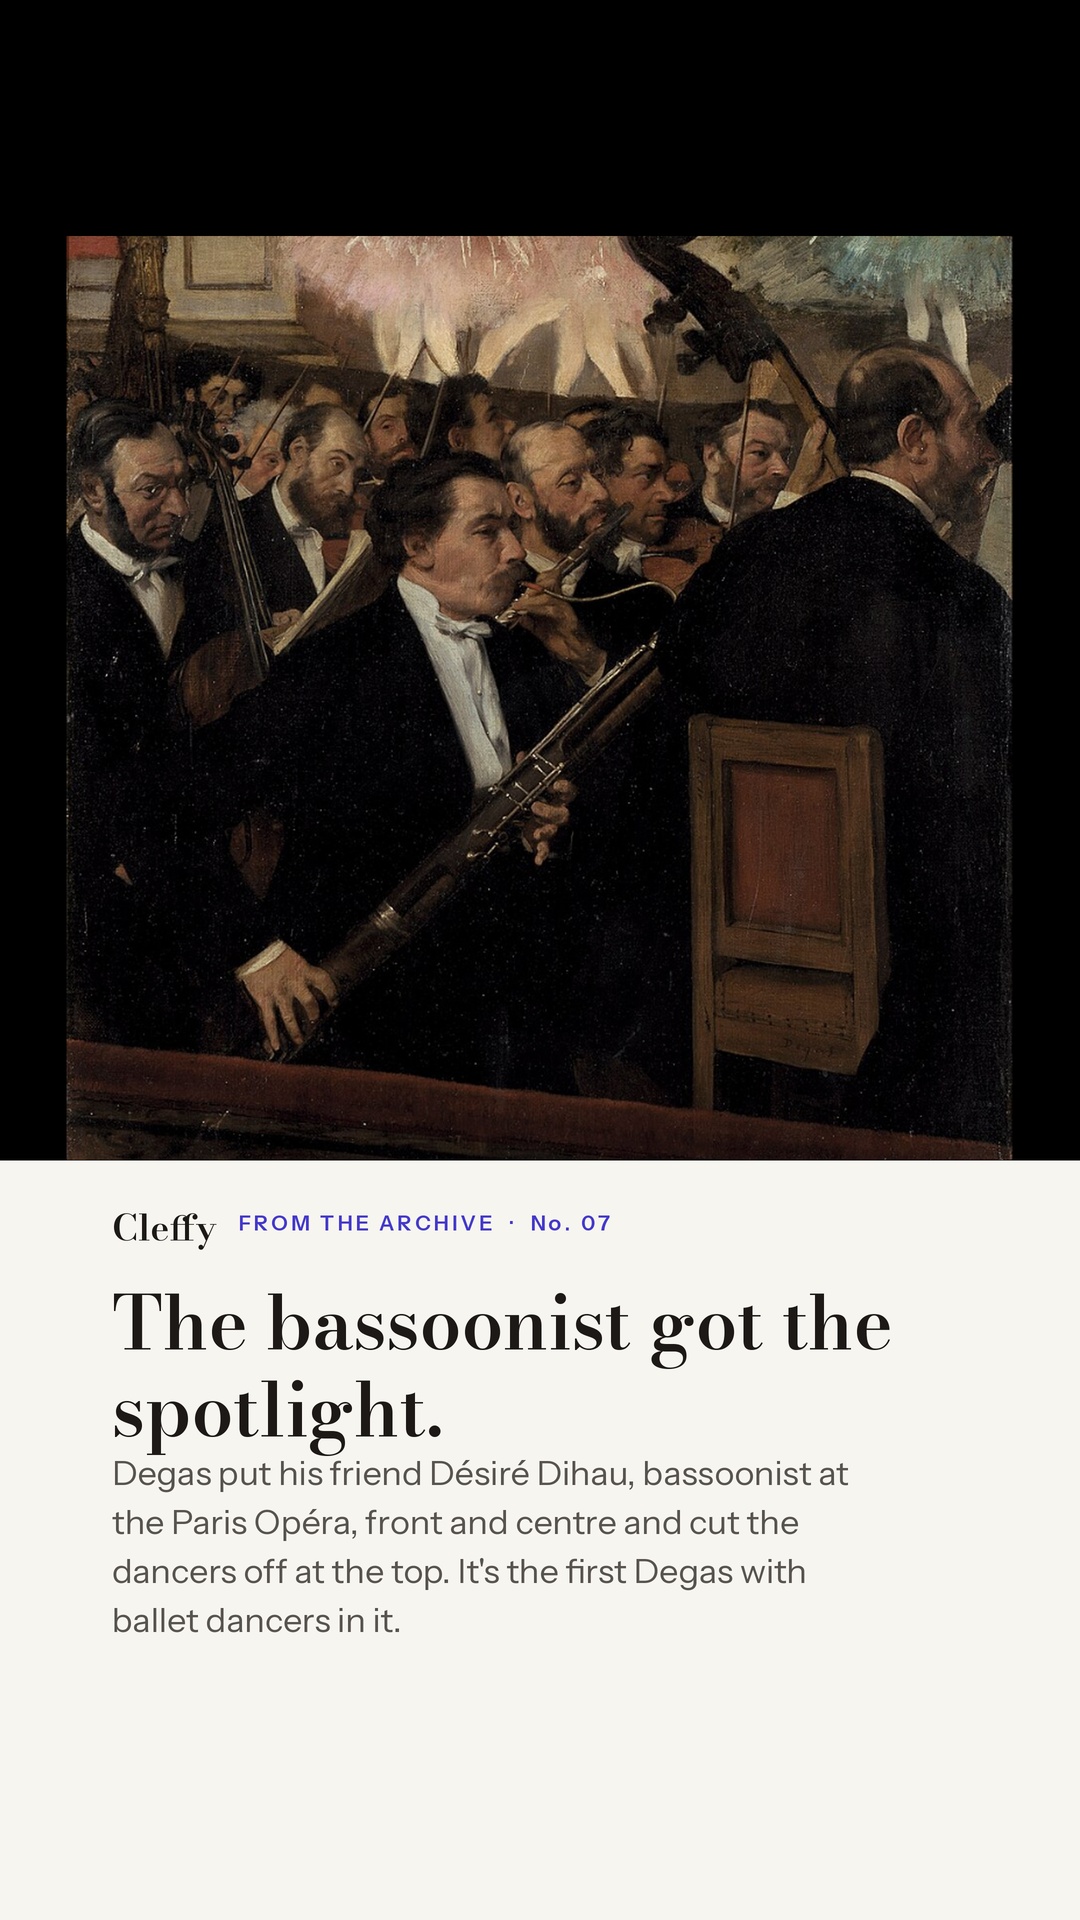 Cleffy FROM THE ARCHIVE · No. 07
The bassoonist got the
spotlight.
Degas put his friend Désiré Dihau, bassoonist at
the Paris Opéra, front and centre and cut the
dancers off at the top. It's the first Degas with
ballet dancers in it.